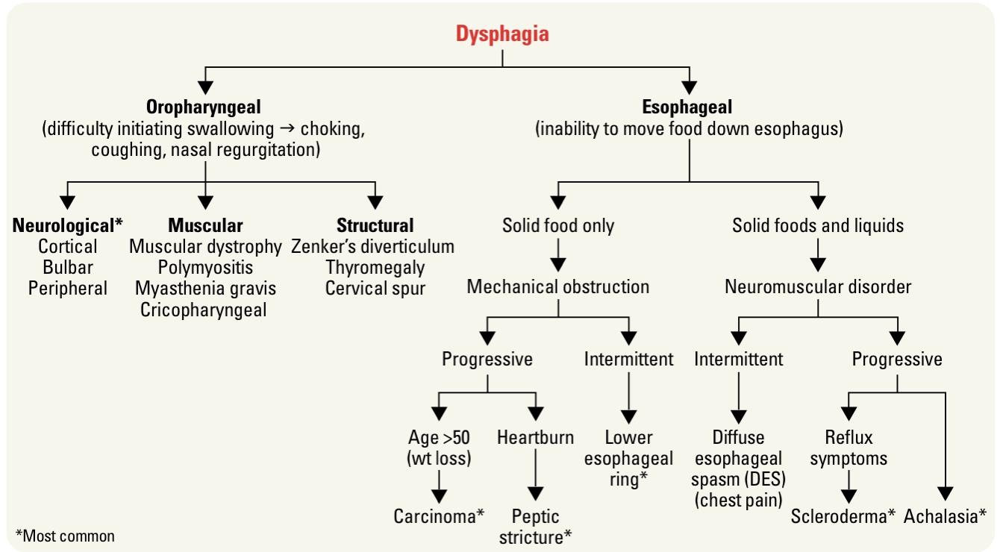 Dysphagia
Oropharyngeal
(difficulty initiating swallowing → choking,
coughing, nasal regurgitation)
Esophageal
(inability to move food down esophagus)
Neurological*
Cortical
Bulbar
Peripheral
Muscular
Muscular dystrophy
Polymyositis
Myasthenia gravis
Cricopharyngeal
Structural
Zenker's diverticulum
Thyromegaly
Cervical spur
Solid food only
Mechanical obstruction
Progressive
Age >50
(wt loss)
Carcinoma*
Heartburn
Peptic
stricture*
Intermittent
Lower
esophageal
ring*
Solid foods and liquids
Neuromuscular disorder
Intermittent
Diffuse
esophageal
spasm (DES)
(chest pain)
Progressive
Reflux
symptoms
Scleroderma*
Achalasia*
*Most common